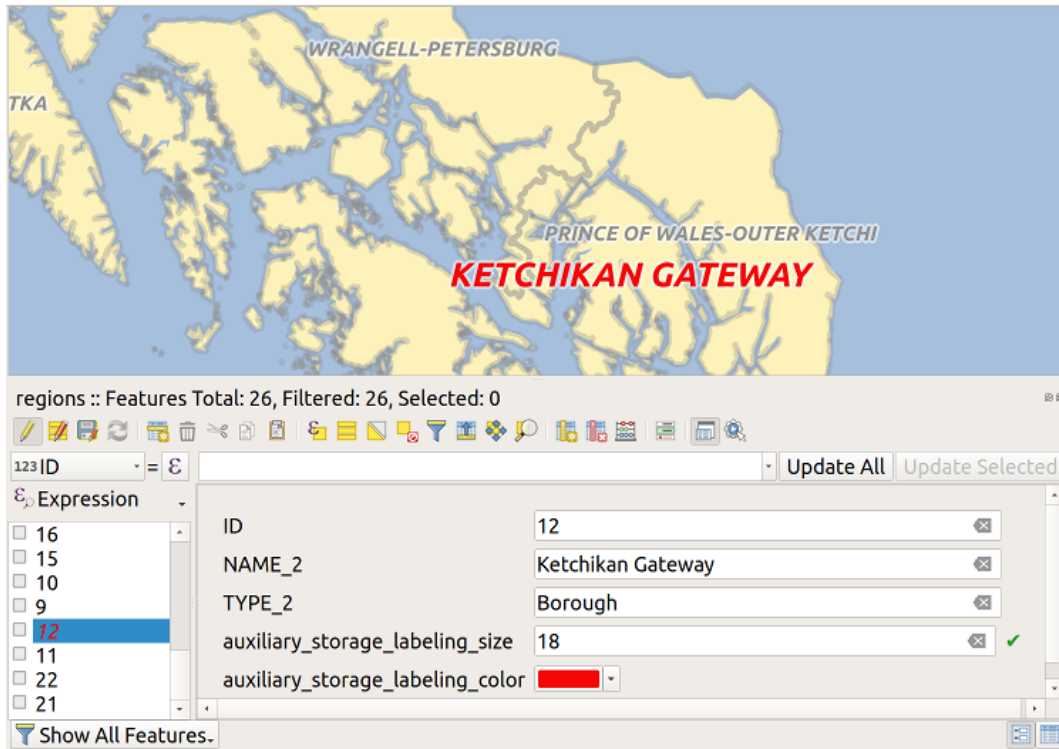 WRANGELL-PETERSBURG
TKA
PRINCE OF WALES-OUTER KETCHI
KETCHIKAN GATEWAY
regions :: Features Total: 26, Filtered: 26, Selected: 0
123 ID = ε Update All Update Selected
ε Expression
16
15
10
9
12
11
22
21
ID 12
NAME_2 Ketchikan Gateway
TYPE_2 Borough
auxiliary_storage_labeling_size 18
auxiliary_storage_labeling_color
Show All Features